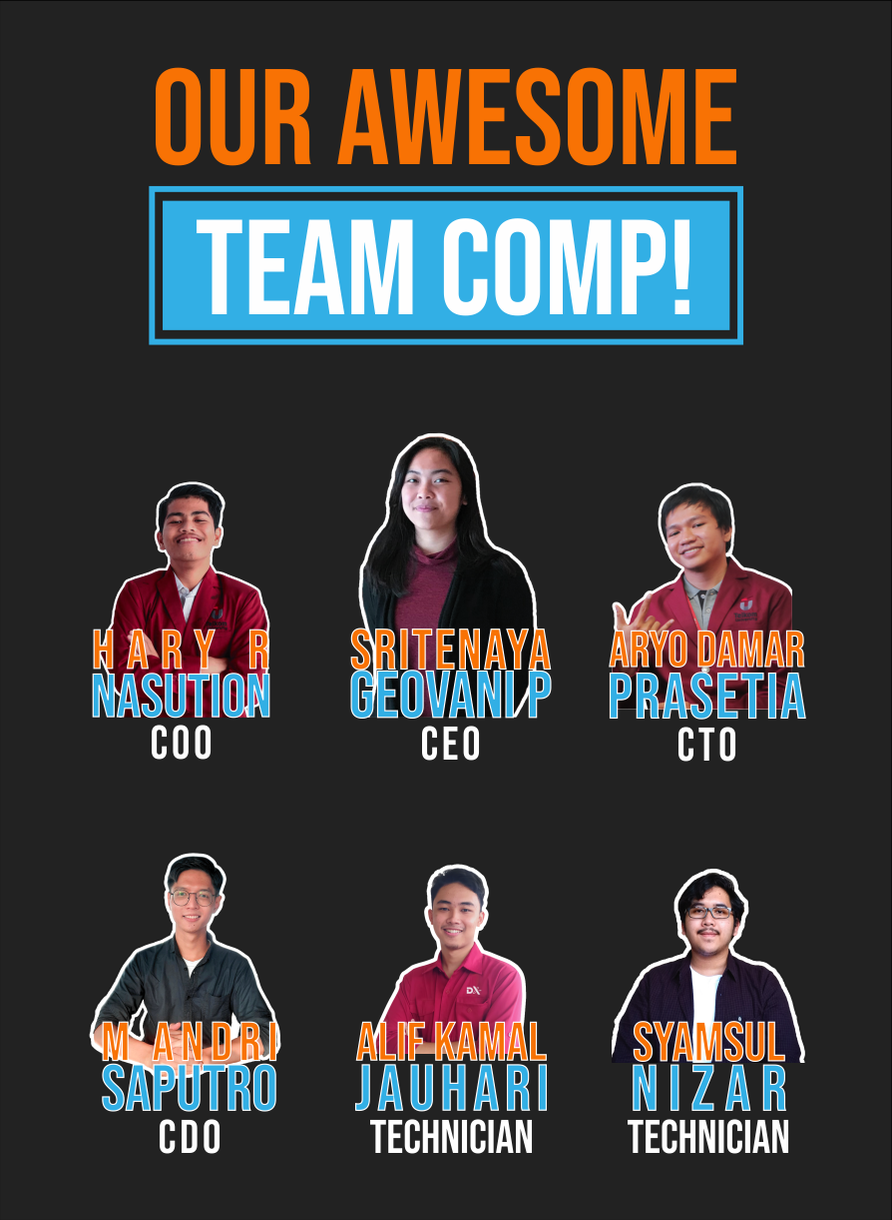 OUR AWESOME
TEAM COMP!
HARY R
NASUTION
COO
SRITENAYA
GEOVANI P
CEO
ARYO DAMAR
PRASETIA
CTO
M ANDRI
SAPUTRO
CDO
DX
ALIF KAMAL
JAUHARI
TECHNICIAN
SYAMSUL
NIZAR
TECHNICIAN